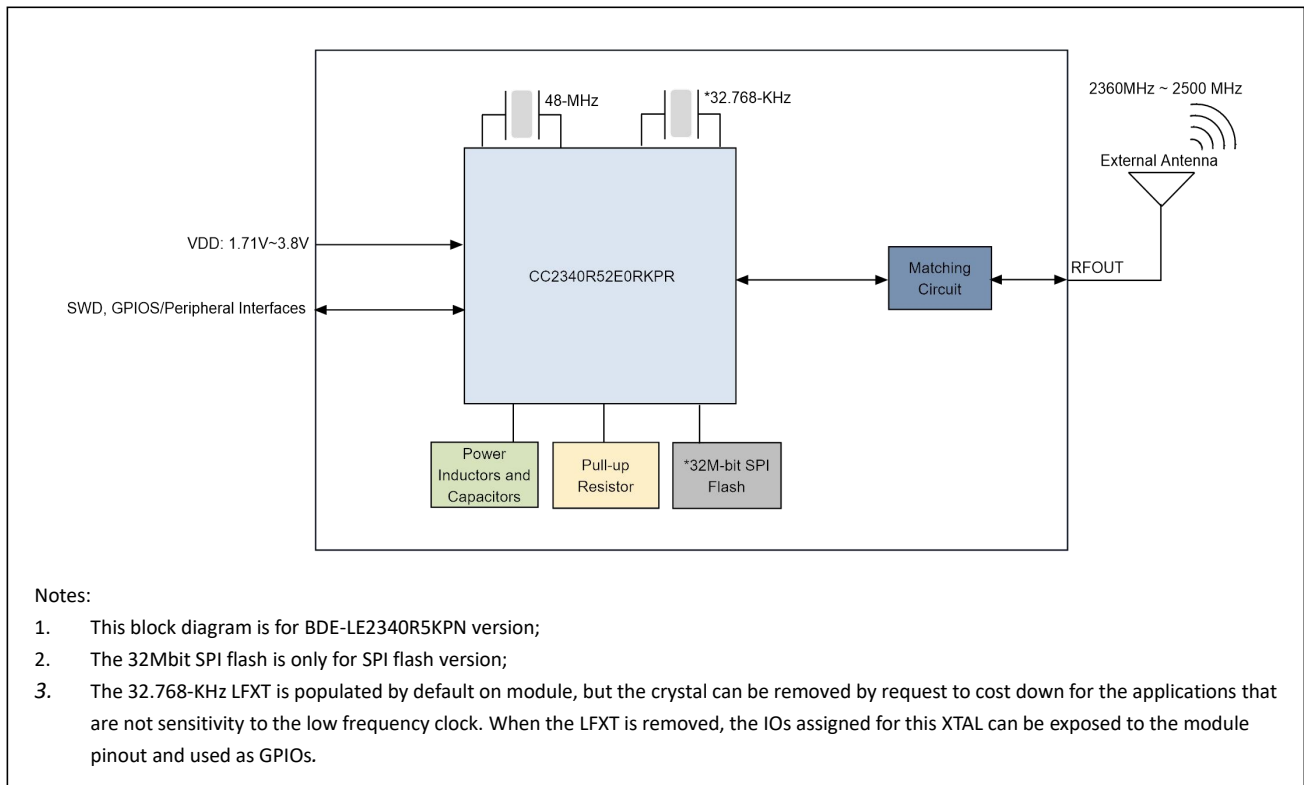 48-MHz
*32.768-KHz
2360MHz ~ 2500 MHz
External Antenna
VDD: 1.71V~3.8V
CC2340R52E0RKPR
Matching
Circuit
RFOUT
SWD, GPIOS/Peripheral Interfaces
Power
Inductors and
Capacitors
Pull-up
Resistor
*32M-bit SPI
Flash
Notes:
1. This block diagram is for BDE-LE2340R5KPN version;
2. The 32Mbit SPI flash is only for SPI flash version;
3. The 32.768-KHz LFXT is populated by default on module, but the crystal can be removed by request to cost down for the applications that
are not sensitivity to the low frequency clock. When the LFXT is removed, the IOs assigned for this XTAL can be exposed to the module
pinout and used as GPIOs.